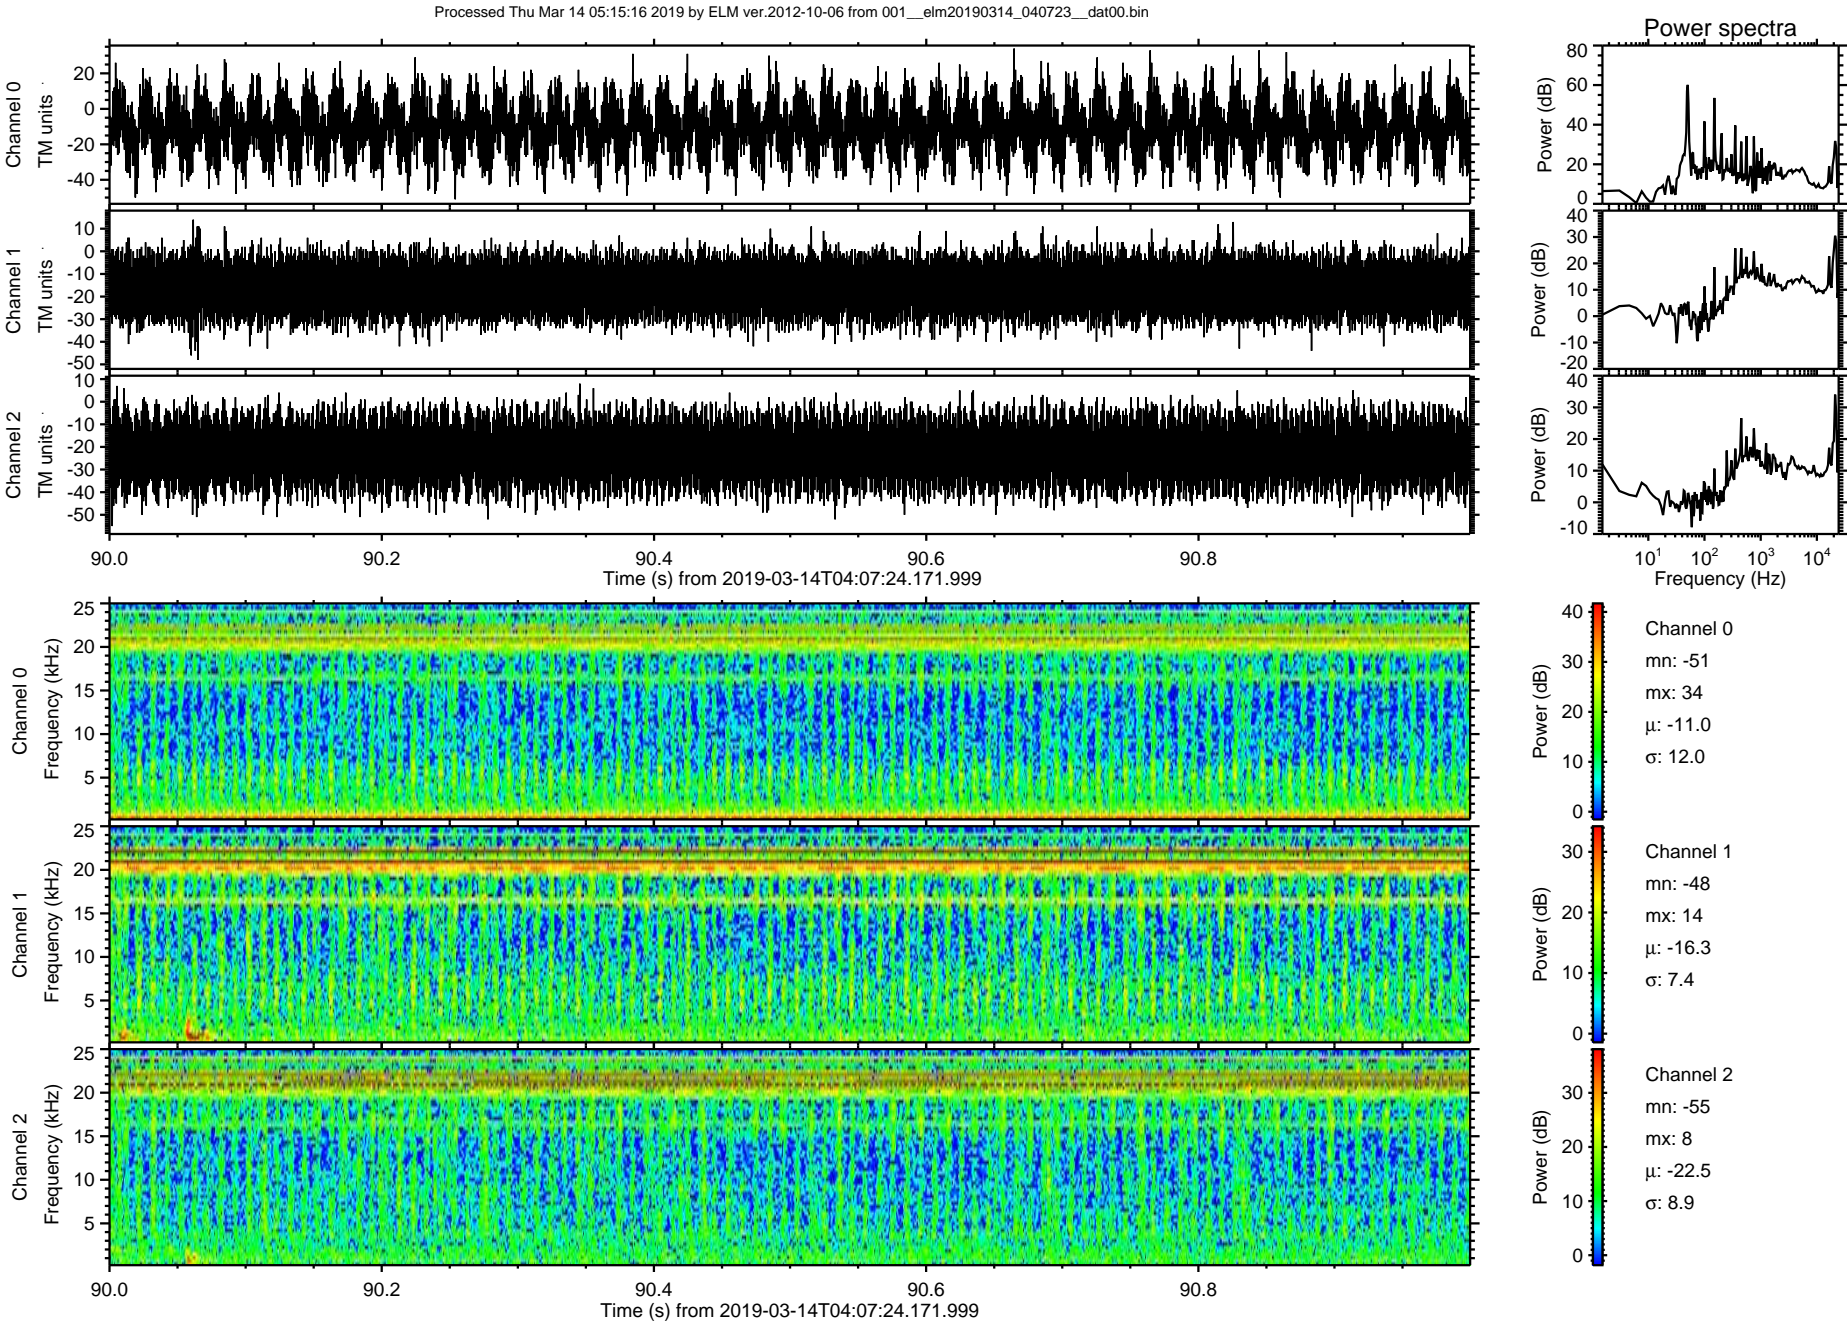 Processed Thu Mar 14 05:15:16 2019 by ELM ver.2012-10-06 from 001__elm20190314_040723__dat00.bin
Power spectra
Channel 0
TM units
20
0
-20
-40
Power (dB)
80
60
40
20
0
Channel 1
TM units
10
0
-10
-20
-30
-40
-50
Power (dB)
40
30
20
10
0
-10
-20
Channel 2
TM units
10
0
-10
-20
-30
-40
-50
Power (dB)
40
30
20
10
0
-10
90.0 90.2 90.4 90.6 90.8
Time (s) from 2019-03-14T04:07:24.171.999
10¹ 10² 10³ 10⁴
Frequency (Hz)
Channel 0
Frequency (kHz)
25
20
15
10
5
Power (dB)
40
30
20
10
0
Channel 0
mn: -51
mx: 34
μ: -11.0
σ: 12.0
Channel 1
Frequency (kHz)
25
20
15
10
5
Power (dB)
30
20
10
0
Channel 1
mn: -48
mx: 14
μ: -16.3
σ: 7.4
Channel 2
Frequency (kHz)
25
20
15
10
5
Power (dB)
30
20
10
0
Channel 2
mn: -55
mx: 8
μ: -22.5
σ: 8.9
90.0 90.2 90.4 90.6 90.8
Time (s) from 2019-03-14T04:07:24.171.999